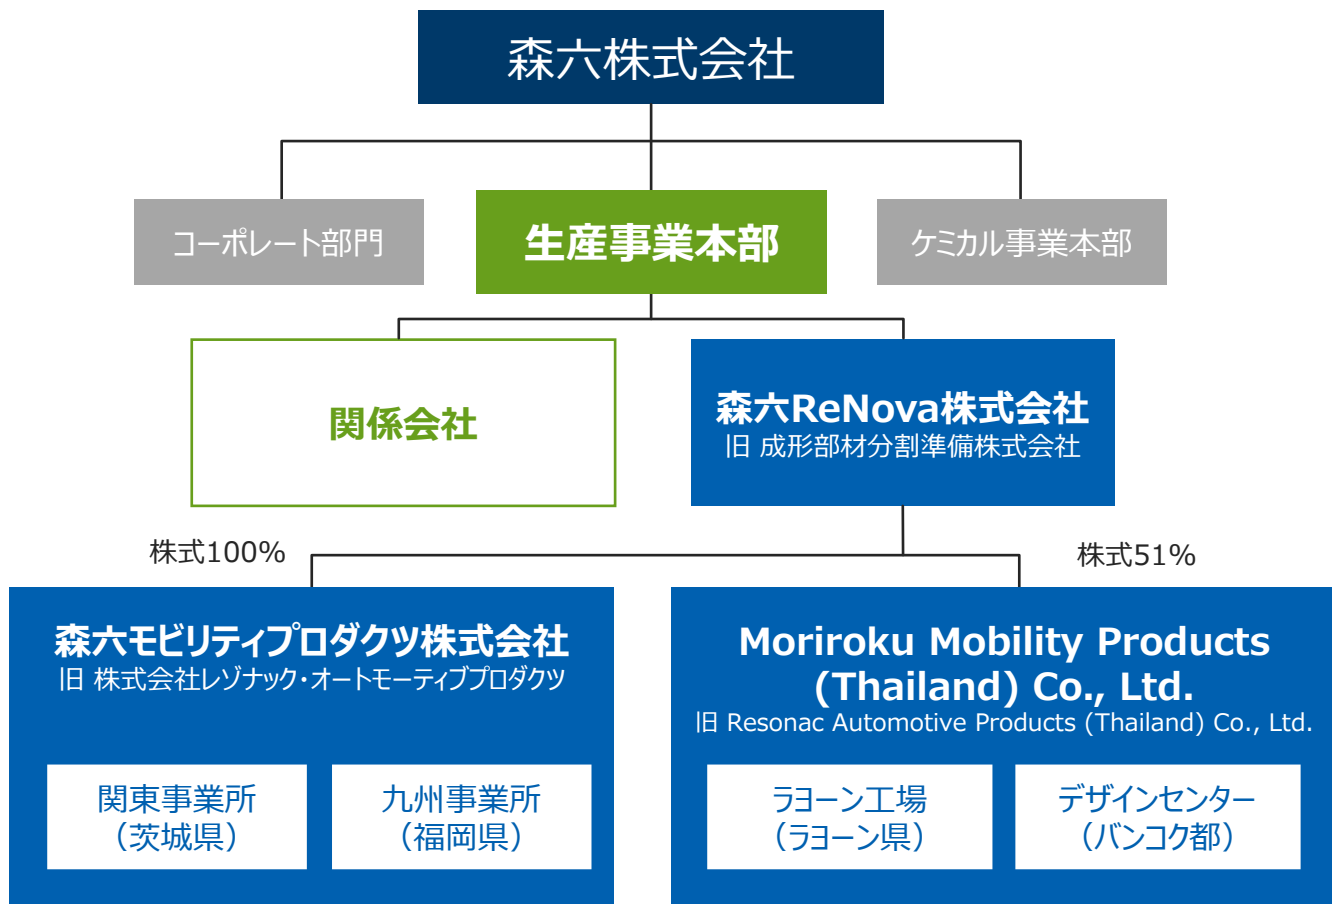 森六株式会社
コーポレート部門
生産事業本部
ケミカル事業本部
関係会社
森六ReNova株式会社
旧 成形部材分割準備株式会社
株式100%
株式51%
森六モビリティプロダクツ株式会社
旧 株式会社レゾナック・オートモーティブプロダクツ
関東事業所
（茨城県）
九州事業所
（福岡県）
Moriroku Mobility Products
(Thailand) Co., Ltd.
旧 Resonac Automotive Products (Thailand) Co., Ltd.
ラヨーン工場
（ラヨーン県）
デザインセンター
（バンコク都）